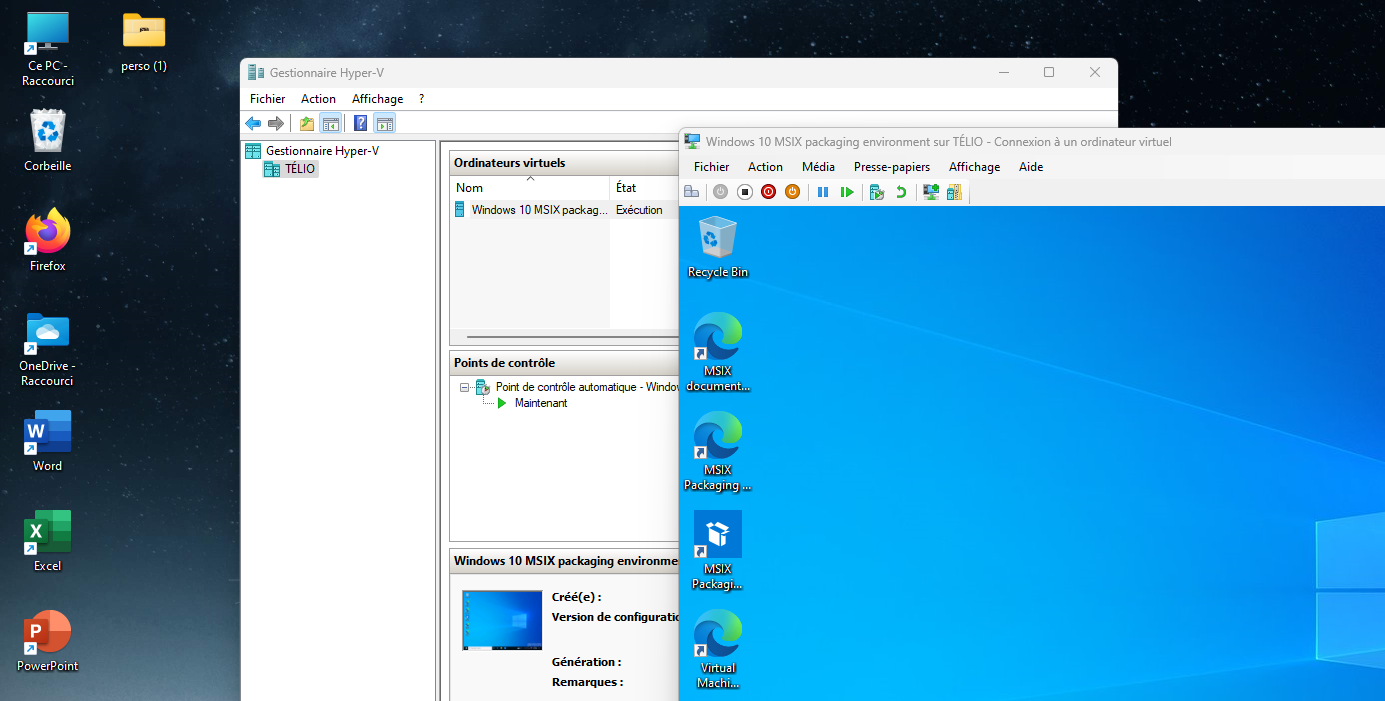 Ce PC -
Raccourci
perso (1)
Corbeille
Firefox
OneDrive -
Raccourci
Word
Excel
PowerPoint
Gestionnaire Hyper-V
Fichier Action Affichage ?
Gestionnaire Hyper-V
TÉLIO
Ordinateurs virtuels
Nom État
Windows 10 MSIX packag... Exécution
Points de contrôle
Point de contrôle automatique - Window
Maintenant
Windows 10 MSIX packaging environme
Créé(e) :
Version de configuratio
Génération :
Remarques :
Windows 10 MSIX packaging environment sur TÉLIO - Connexion à un ordinateur virtuel
Fichier Action Média Presse-papiers Affichage Aide
Recycle Bin
MSIX
document...
MSIX
Packaging ...
MSIX
Packagi...
Virtual
Machi...